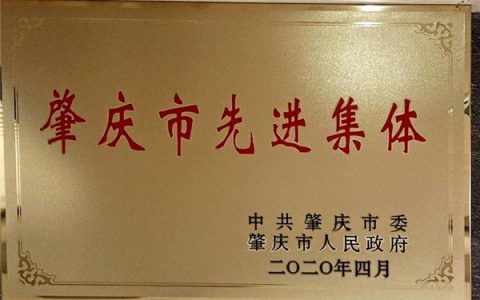 肇庆市先进集体
中共肇庆市委
肇庆市人民政府
二〇二〇年四月